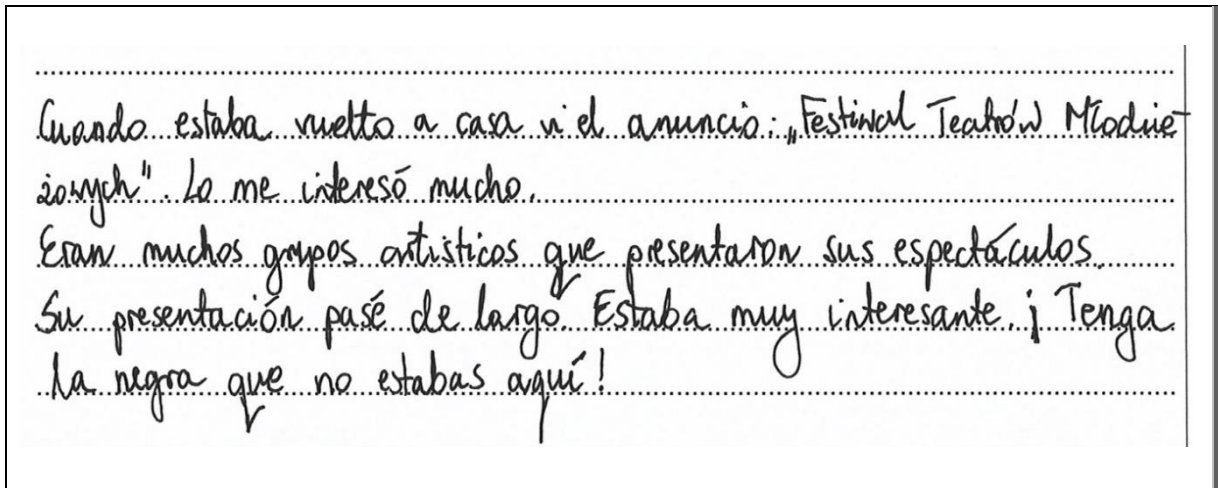 Cuando estaba vuelto a casa vi el anuncio: „Festiwal Teatrów Młodzie-
żowych". Lo me interesó mucho.
Eran muchos grupos artisticos que presentaron sus espectáculos.
Su presentación pasé de largo. Estaba muy interesante. ¡Tenga
la negra que no estabas aquí!